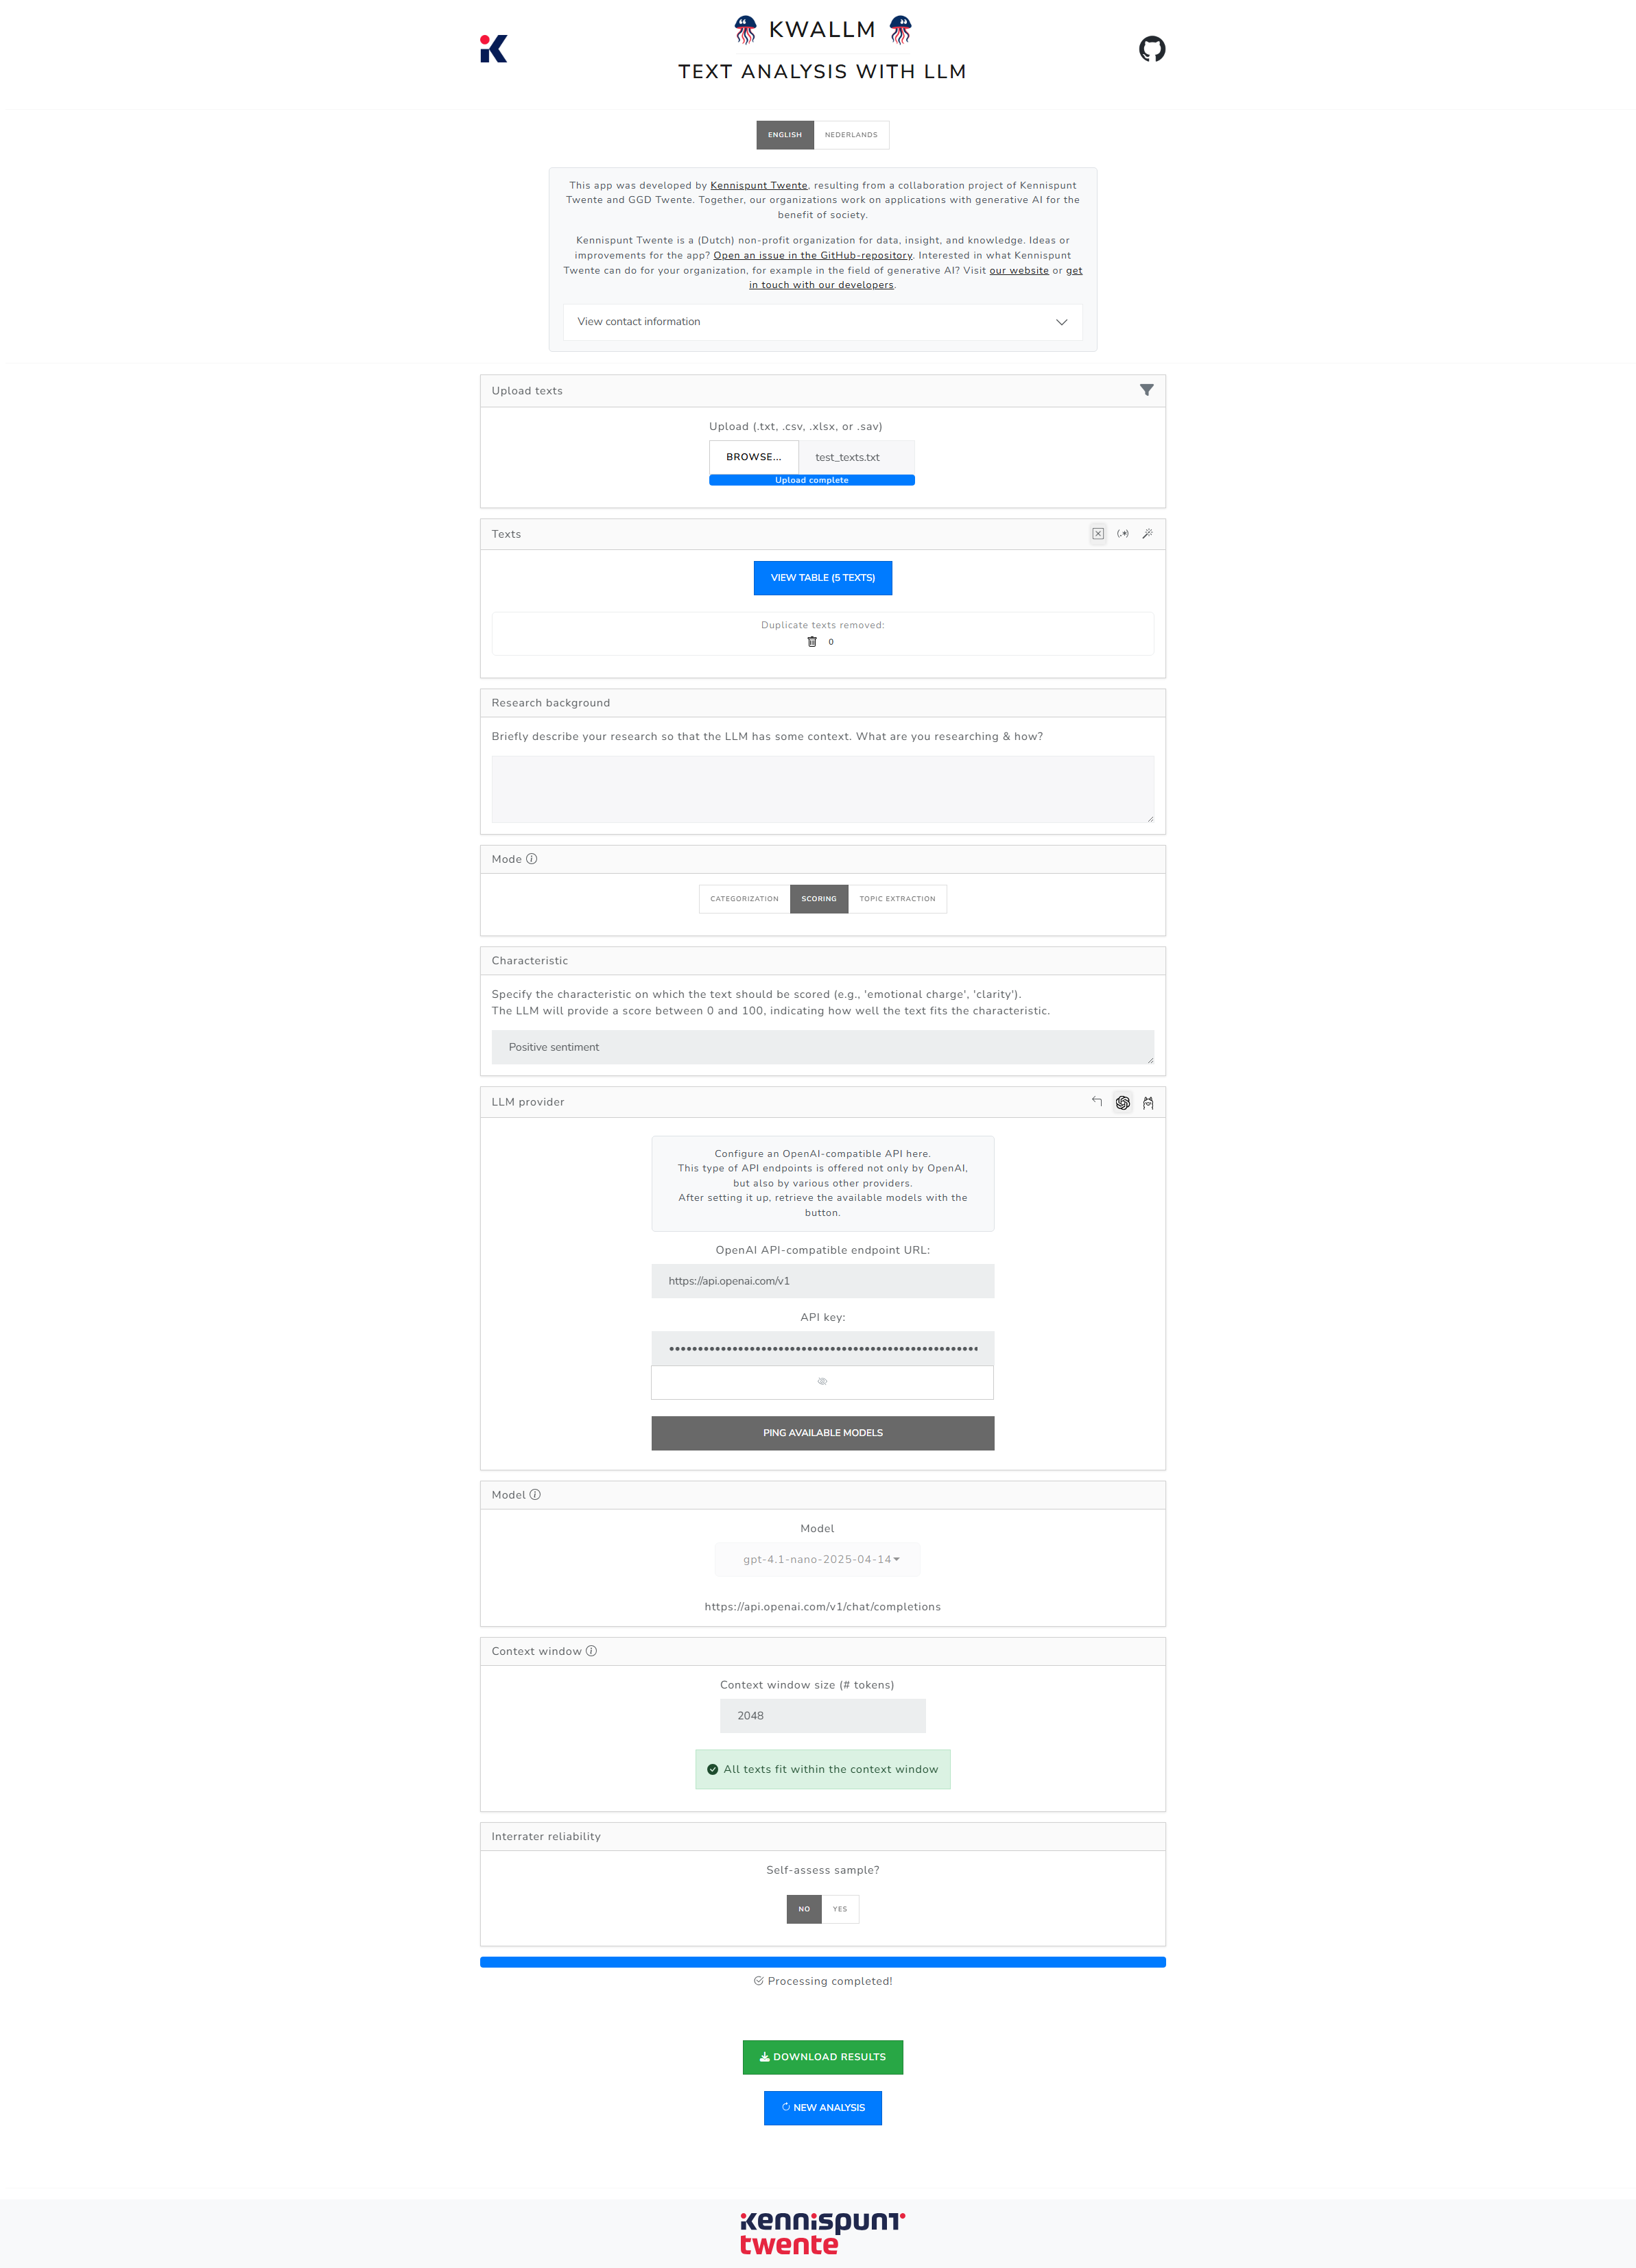 KWALLM
TEXT ANALYSIS WITH LLM
ENGLISH
NEDERLANDS
This app was developed by Kennispunt Twente, resulting from a collaboration project of Kennispunt
Twente and GGD Twente. Together, our organizations work on applications with generative AI for the
benefit of society.
Kennispunt Twente is a (Dutch) non-profit organization for data, insight, and knowledge. Ideas or
improvements for the app? Open an issue in the GitHub-repository. Interested in what Kennispunt
Twente can do for your organization, for example in the field of generative AI? Visit our website or get
in touch with our developers.
View contact information
Upload texts
Upload (.txt, .csv, .xlsx, or .sav)
BROWSE...
test_texts.txt
Upload complete
Texts
(.*)
VIEW TABLE (5 TEXTS)
Duplicate texts removed:
0
Research background
Briefly describe your research so that the LLM has some context. What are you researching & how?
Mode
CATEGORIZATION
SCORING
TOPIC EXTRACTION
Characteristic
Specify the characteristic on which the text should be scored (e.g., 'emotional charge', 'clarity').
The LLM will provide a score between 0 and 100, indicating how well the text fits the characteristic.
Positive sentiment
LLM provider
Configure an OpenAI-compatible API here.
This type of API endpoints is offered not only by OpenAI,
but also by various other providers.
After setting it up, retrieve the available models with the
button.
OpenAI API-compatible endpoint URL:
https://api.openai.com/v1
API key:
PING AVAILABLE MODELS
Model
Model
gpt-4.1-nano-2025-04-14
https://api.openai.com/v1/chat/completions
Context window
Context window size (# tokens)
2048
All texts fit within the context window
Interrater reliability
Self-assess sample?
NO
YES
Processing completed!
DOWNLOAD RESULTS
NEW ANALYSIS
kennispunt
twente